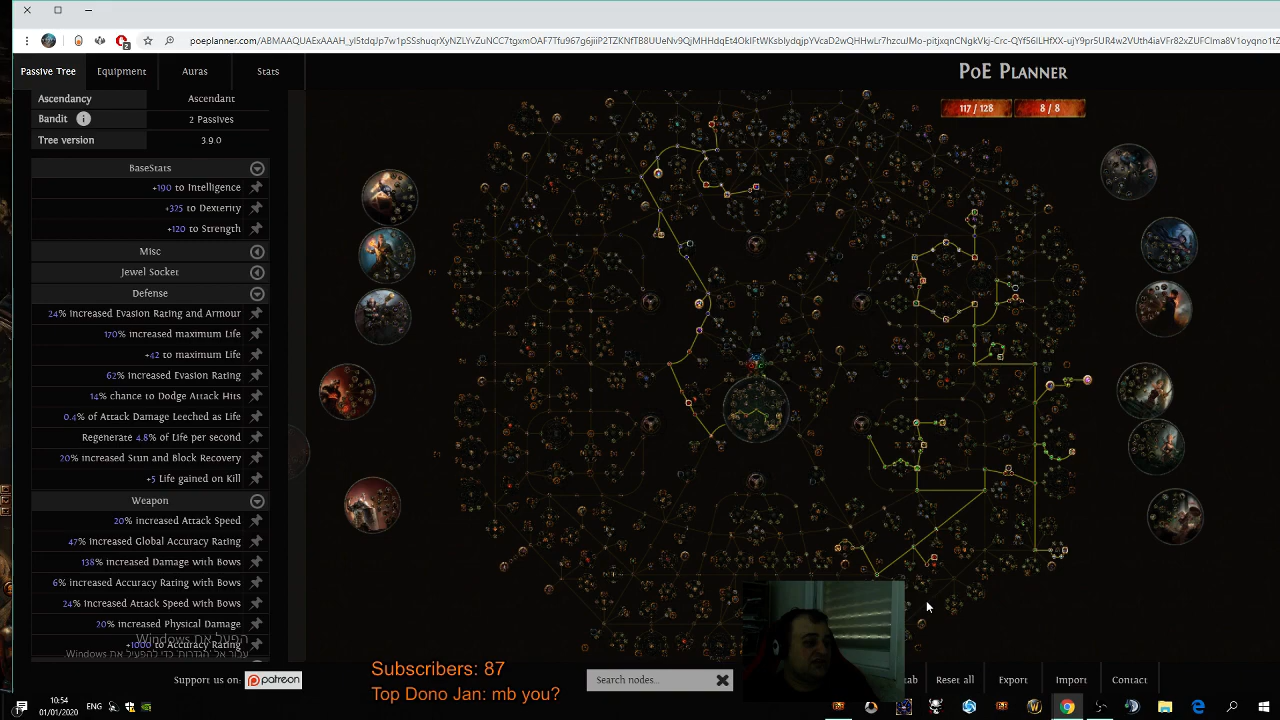 poeplanner.com/
Passive Tree
Equipment
Auras
Stats
PoE Planner
117 / 128
8 / 8
Ascendancy Ascendant
Bandit i 2 Passives
Tree version 3.9.0
BaseStats
+190 to Intelligence
+325 to Dexterity
+120 to Strength
Misc
Jewel Socket
Defense
24% increased Evasion Rating and Armour
170% increased maximum Life
+42 to maximum Life
62% increased Evasion Rating
14% chance to Dodge Attack Hits
0.4% of Attack Damage Leeched as Life
Regenerate 4.8% of Life per second
20% increased Stun and Block Recovery
+5 Life gained on Kill
Weapon
20% increased Attack Speed
47% increased Global Accuracy Rating
138% increased Damage with Bows
6% increased Accuracy Rating with Bows
24% increased Attack Speed with Bows
20% increased Physical Damage
+1000 to Accuracy Rating
הפעל את Windows
Support us on:
patreon
Subscribers: 87
Top Dono Jan: mb you?
Search nodes...
Reset all
Export
Import
Contact
10:54
01/01/2020
ENG